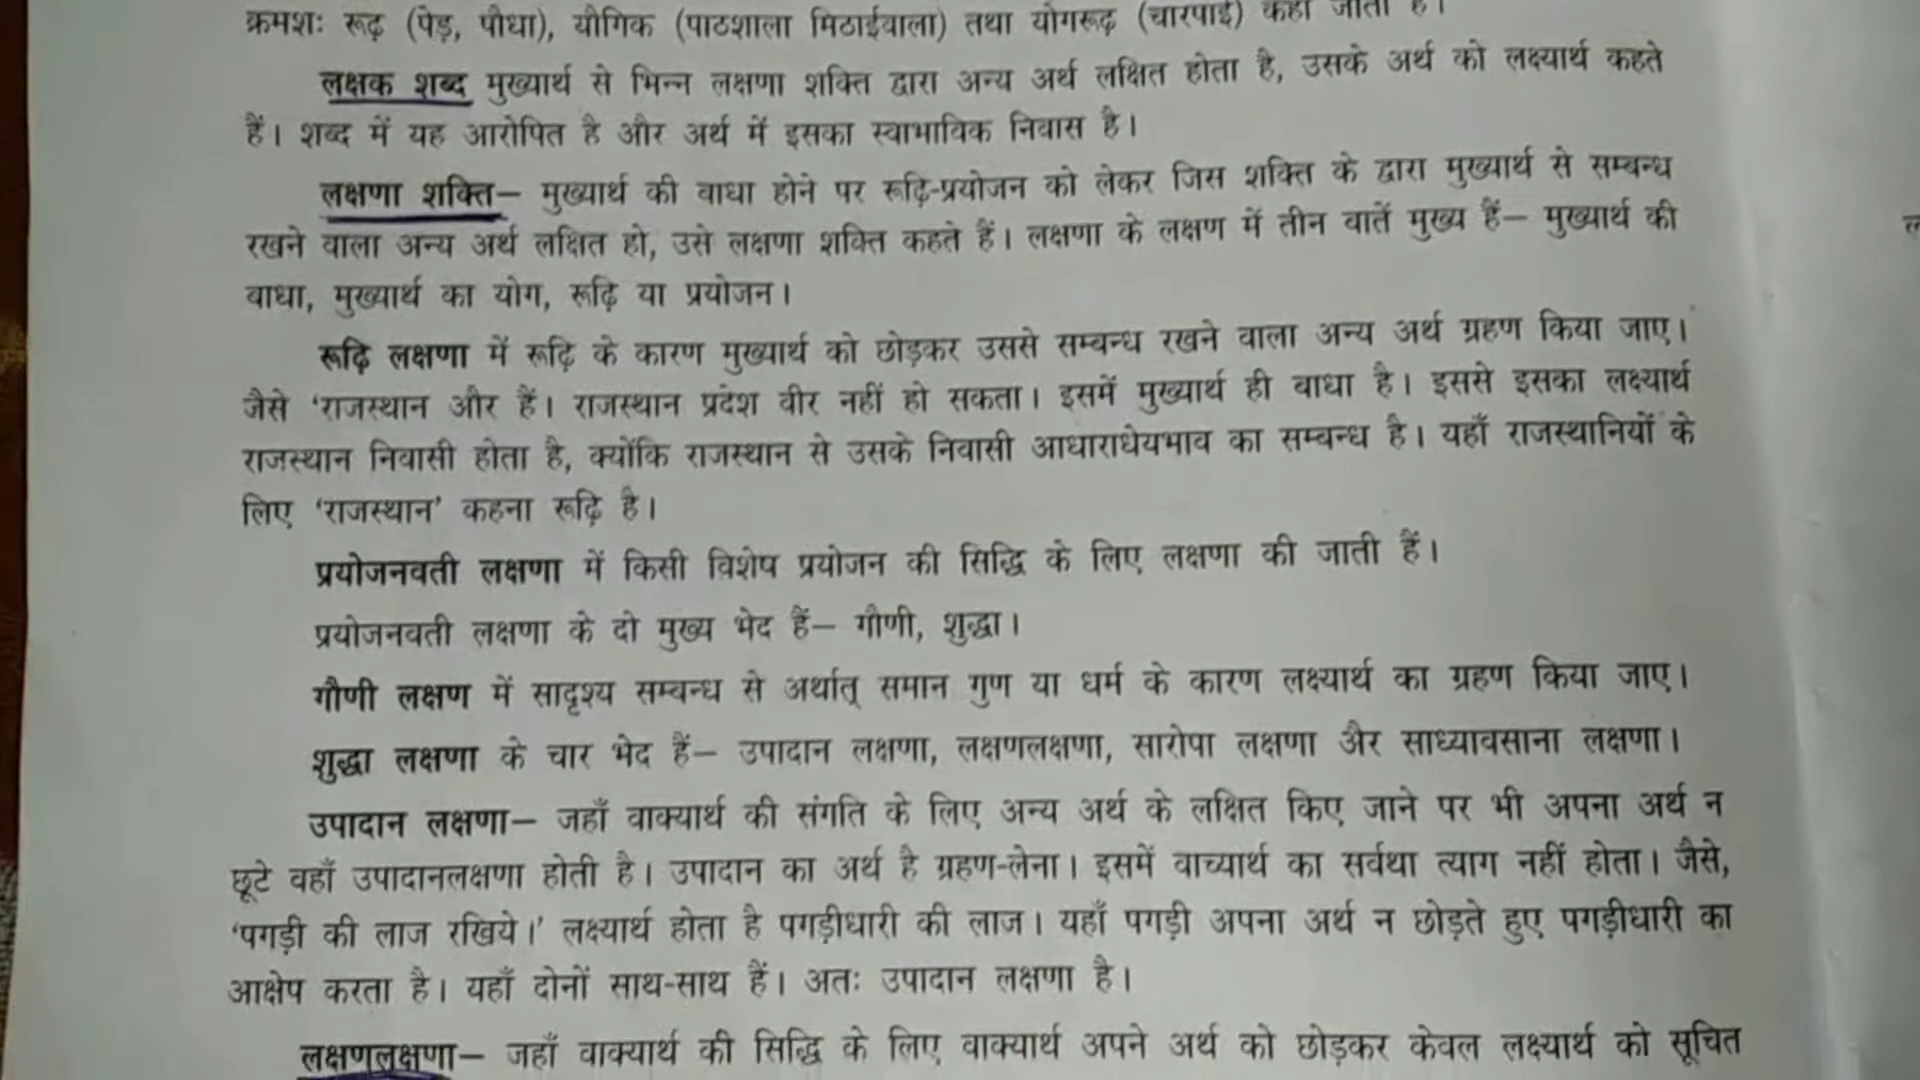 क्रमशः रूढ़ (पेड़, पौधा), यौगिक (पाठशाला मिठाईवाला) तथा योगरूढ़ (चारपाई) कहा जाता है।
लक्षक शब्द मुख्यार्थ से भिन्न लक्षणा शक्ति द्वारा अन्य अर्थ लक्षित होता है, उसके अर्थ को लक्ष्यार्थ कहते
हैं। शब्द में यह आरोपित है और अर्थ में इसका स्वाभाविक निवास है।
लक्षणा शक्ति– मुख्यार्थ की वाधा होने पर रूढ़ि-प्रयोजन को लेकर जिस शक्ति के द्वारा मुख्यार्थ से सम्बन्ध
रखने वाला अन्य अर्थ लक्षित हो, उसे लक्षणा शक्ति कहते हैं। लक्षणा के लक्षण में तीन वातें मुख्य हैं– मुख्यार्थ की
वाधा, मुख्यार्थ का योग, रूढ़ि या प्रयोजन।
रूढ़ि लक्षणा में रूढ़ि के कारण मुख्यार्थ को छोड़कर उससे सम्बन्ध रखने वाला अन्य अर्थ ग्रहण किया जाए।
जैसे 'राजस्थान और हैं। राजस्थान प्रदेश वीर नहीं हो सकता। इसमें मुख्यार्थ ही वाधा है। इससे इसका लक्ष्यार्थ
राजस्थान निवासी होता है, क्योंकि राजस्थान से उसके निवासी आधाराधेयभाव का सम्बन्ध है। यहाँ राजस्थानियों के
लिए 'राजस्थान' कहना रूढ़ि है।
प्रयोजनवती लक्षणा में किसी विशेष प्रयोजन की सिद्धि के लिए लक्षणा की जाती हैं।
प्रयोजनवती लक्षणा के दो मुख्य भेद हैं– गौणी, शुद्धा।
गौणी लक्षण में सादृश्य सम्बन्ध से अर्थात् समान गुण या धर्म के कारण लक्ष्यार्थ का ग्रहण किया जाए।
शुद्धा लक्षणा के चार भेद हैं– उपादान लक्षणा, लक्षणलक्षणा, सारोपा लक्षणा और साध्यावसाना लक्षणा।
उपादान लक्षणा– जहाँ वाक्यार्थ की संगति के लिए अन्य अर्थ के लक्षित किए जाने पर भी अपना अर्थ न
छूटे वहाँ उपादानलक्षणा होती है। उपादान का अर्थ है ग्रहण-लेना। इसमें वाच्यार्थ का सर्वथा त्याग नहीं होता। जैसे,
'पगड़ी की लाज रखिये।' लक्ष्यार्थ होता है पगड़ीधारी की लाज। यहाँ पगड़ी अपना अर्थ न छोड़ते हुए पगड़ीधारी का
आक्षेप करता है। यहाँ दोनों साथ-साथ हैं। अतः उपादान लक्षणा है।
लक्षणलक्षणा– जहाँ वाक्यार्थ की सिद्धि के लिए वाक्यार्थ अपने अर्थ को छोड़कर केवल लक्ष्यार्थ को सूचित